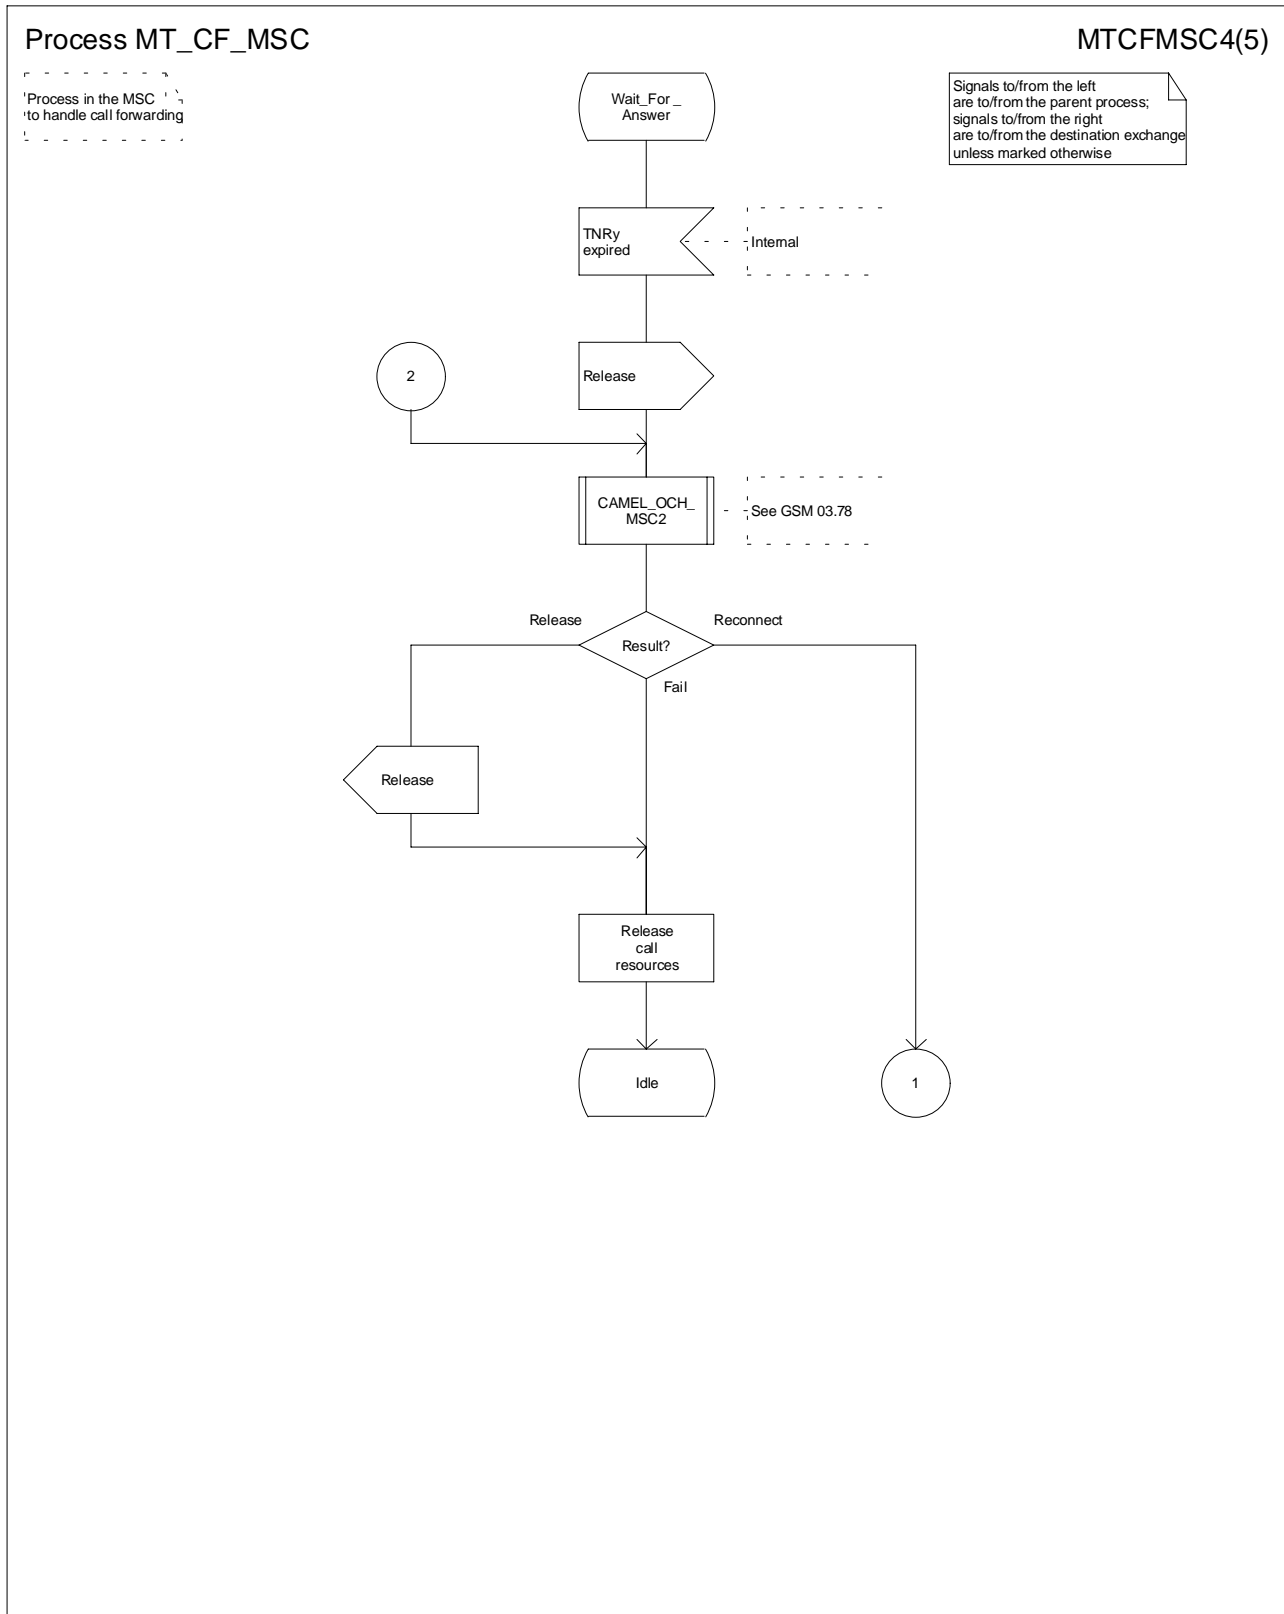 Process MT_CF_MSC
MTCFMSC4(5)
Process in the MSC
to handle call forwarding
Signals to/from the left
are to/from the parent process;
signals to/from the right
are to/from the destination exchange
unless marked otherwise
Wait_For_
Answer
TNRy
expired
Internal
2
Release
CAMEL_OCH_
MSC2
See GSM 03.78
Release
Reconnect
Result?
Fail
Release
Release
call
resources
Idle
1